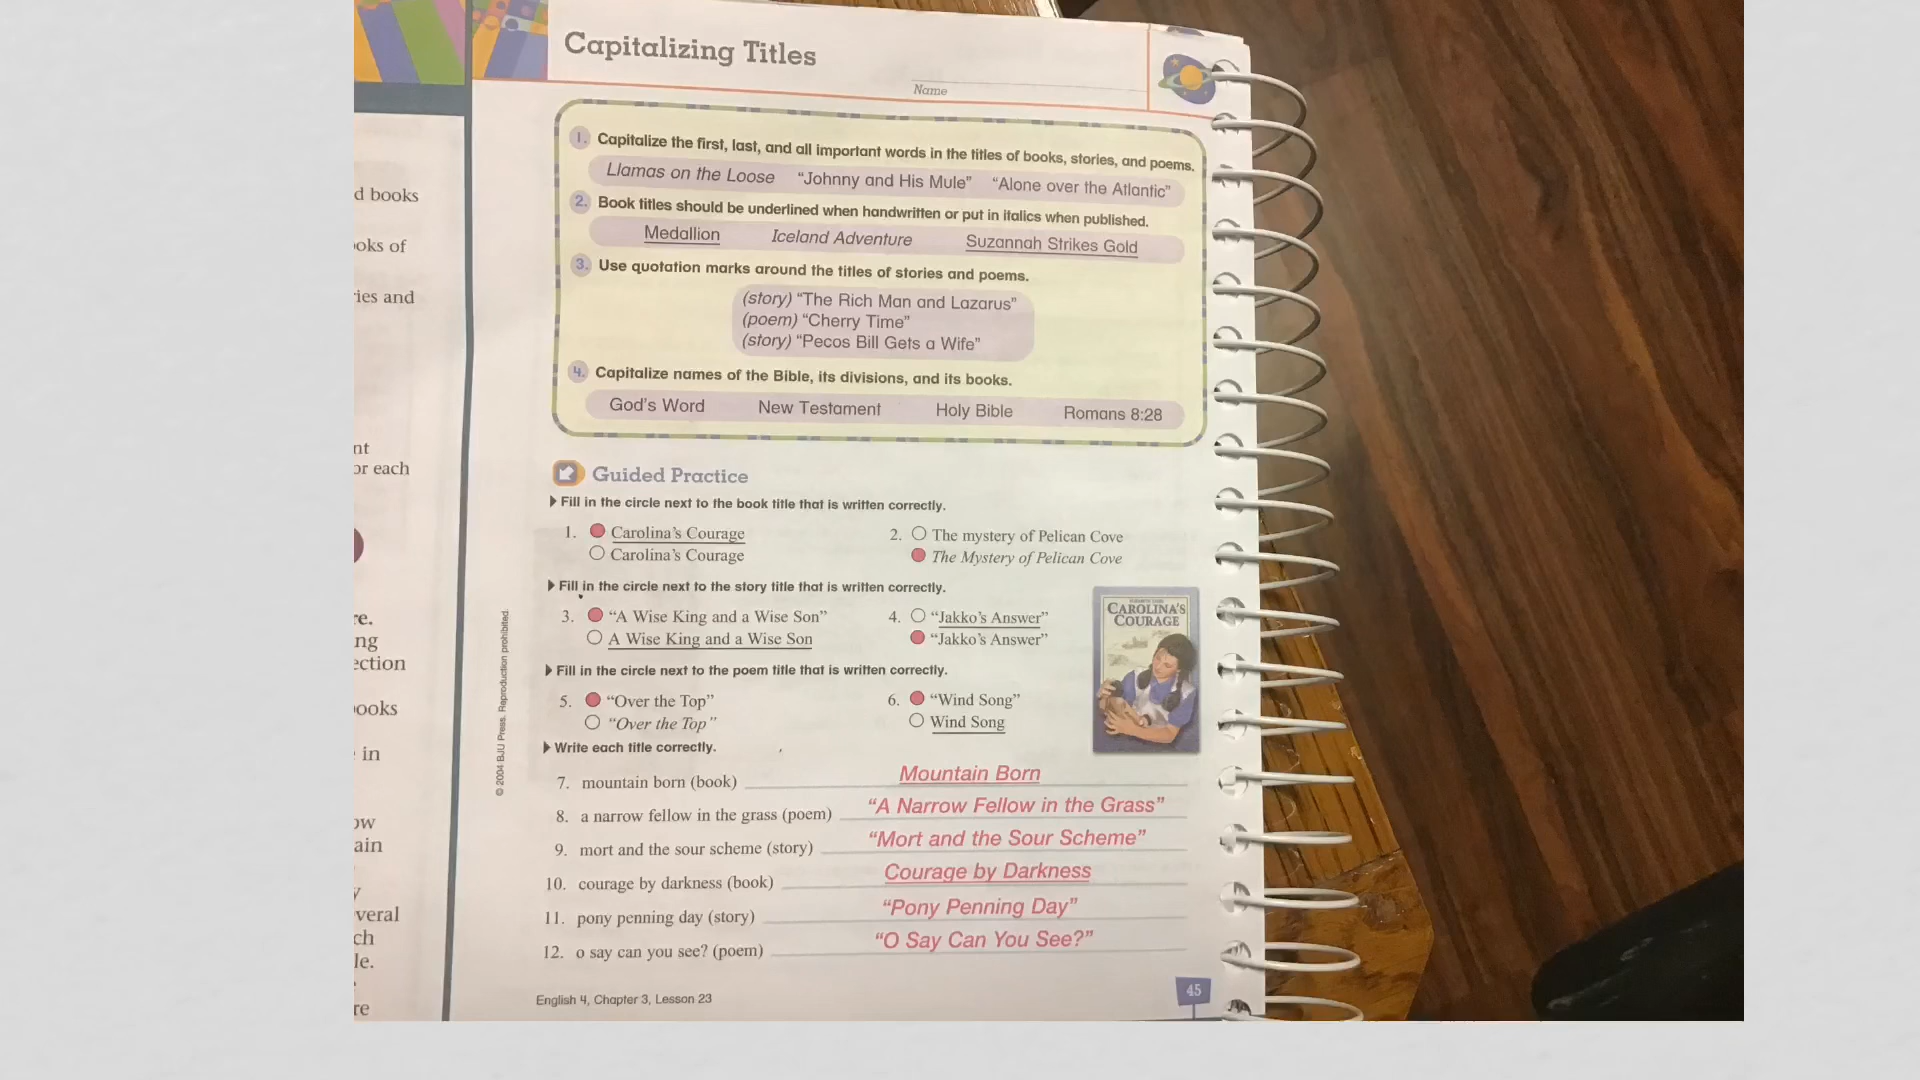 d books
oks of
ries and
nt
or each
re.
ng
ection
ooks
in
ow
ain
y
veral
ch
le.
re
Capitalizing Titles
Name
1. Capitalize the first, last, and all important words in the titles of books, stories, and poems.
Llamas on the Loose "Johnny and His Mule" "Alone over the Atlantic"
2. Book titles should be underlined when handwritten or put in italics when published.
Medallion Iceland Adventure Suzannah Strikes Gold
3. Use quotation marks around the titles of stories and poems.
(story) "The Rich Man and Lazarus"
(poem) "Cherry Time"
(story) "Pecos Bill Gets a Wife"
4. Capitalize names of the Bible, its divisions, and its books.
God's Word New Testament Holy Bible Romans 8:28
Guided Practice
Fill in the circle next to the book title that is written correctly.
1. Carolina's Courage
Carolina's Courage
2. The mystery of Pelican Cove
The Mystery of Pelican Cove
Fill in the circle next to the story title that is written correctly.
3. "A Wise King and a Wise Son"
A Wise King and a Wise Son
4. "Jakko's Answer"
"Jakko's Answer"
CAROLINA'S
COURAGE
Fill in the circle next to the poem title that is written correctly.
5. "Over the Top"
"Over the Top"
6. "Wind Song"
Wind Song
Write each title correctly.
7. mountain born (book) Mountain Born
8. a narrow fellow in the grass (poem) "A Narrow Fellow in the Grass"
9. mort and the sour scheme (story) "Mort and the Sour Scheme"
10. courage by darkness (book) Courage by Darkness
11. pony penning day (story) "Pony Penning Day"
12. o say can you see? (poem) "O Say Can You See?"
© 2004 BJU Press. Reproduction prohibited.
English 4, Chapter 3, Lesson 23
45